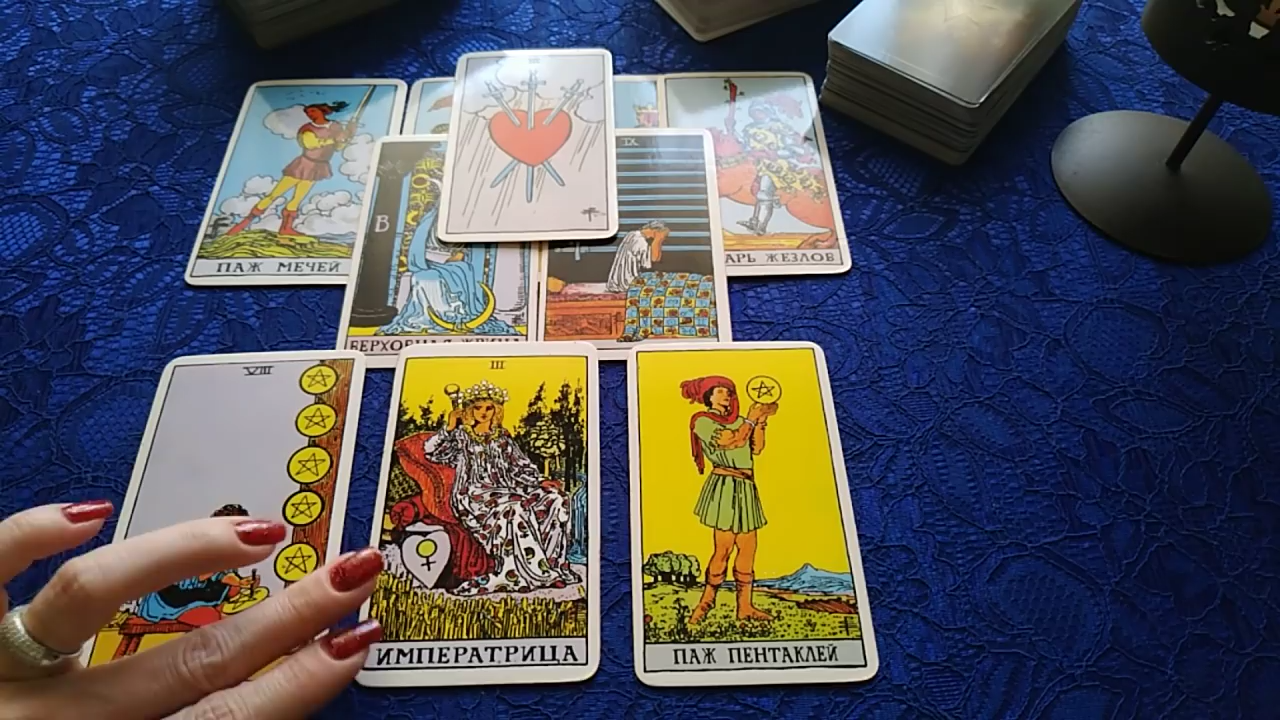 ПАЖ МЕЧЕЙ
АРЬ ЖЕЗЛОВ
IX
B
ВЕРХОВНАЯ ЖРИЦА
VIII
III
ИМПЕРАТРИЦА
ПАЖ ПЕНТАКЛЕЙ